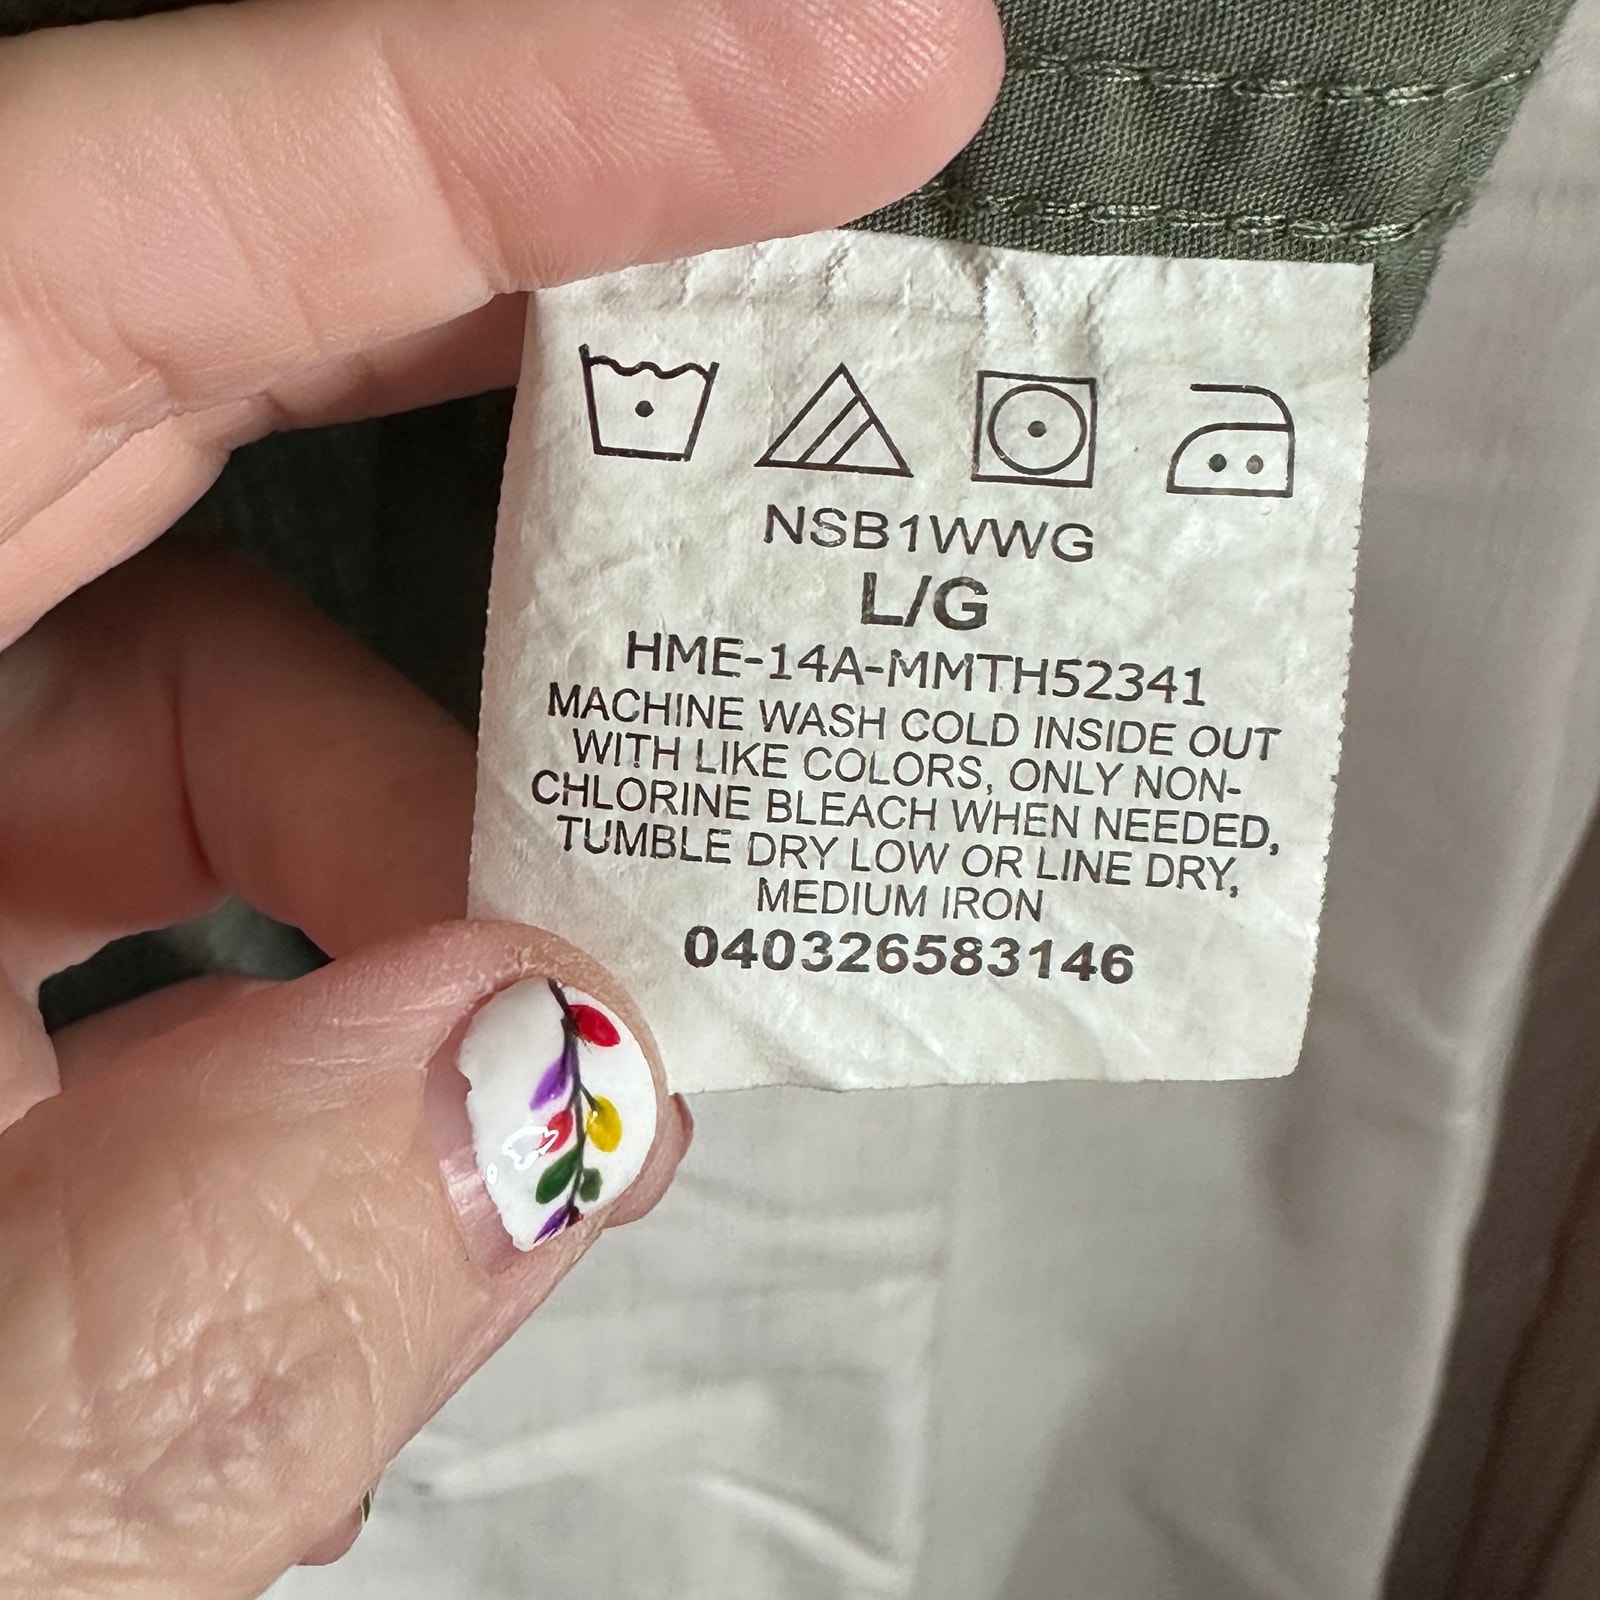 NSB1WWG
L/G
HME-14A-MMTH52341
MACHINE WASH COLD INSIDE OUT
WITH LIKE COLORS, ONLY NON-
CHLORINE BLEACH WHEN NEEDED,
TUMBLE DRY LOW OR LINE DRY,
MEDIUM IRON
040326583146